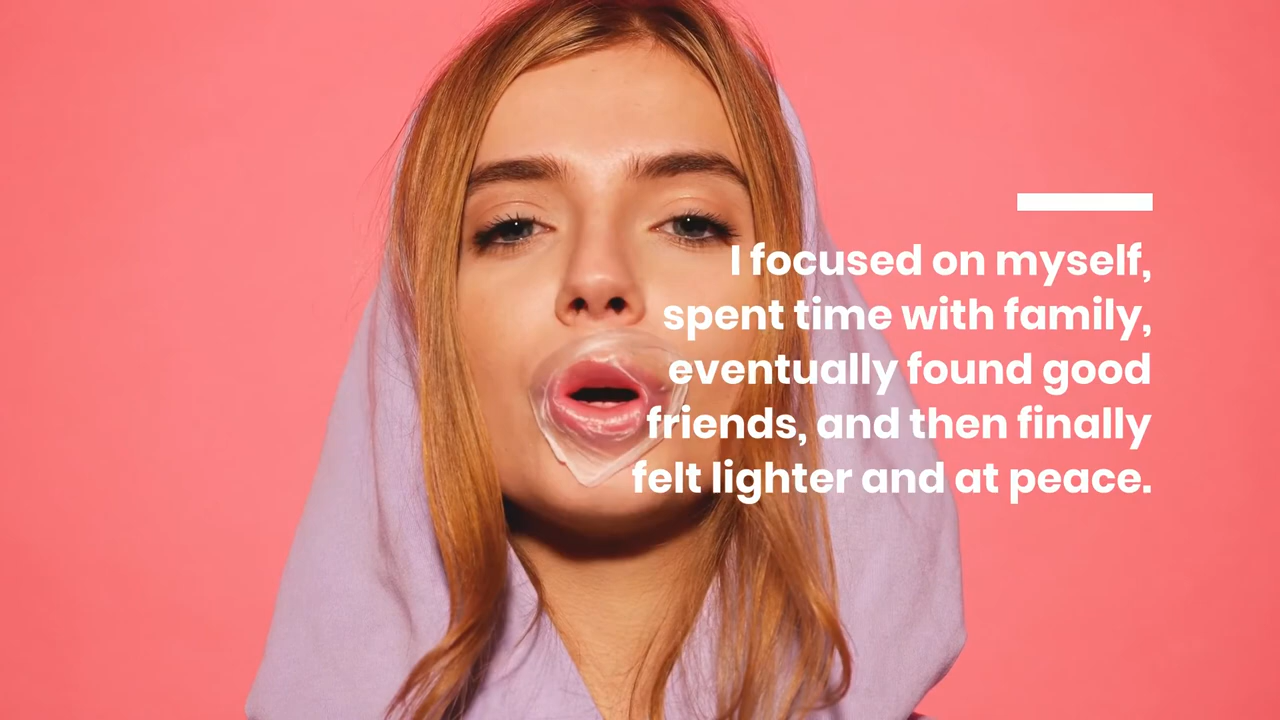 I focused on myself,
spent time with family,
eventually found good
friends, and then finally
felt lighter and at peace.